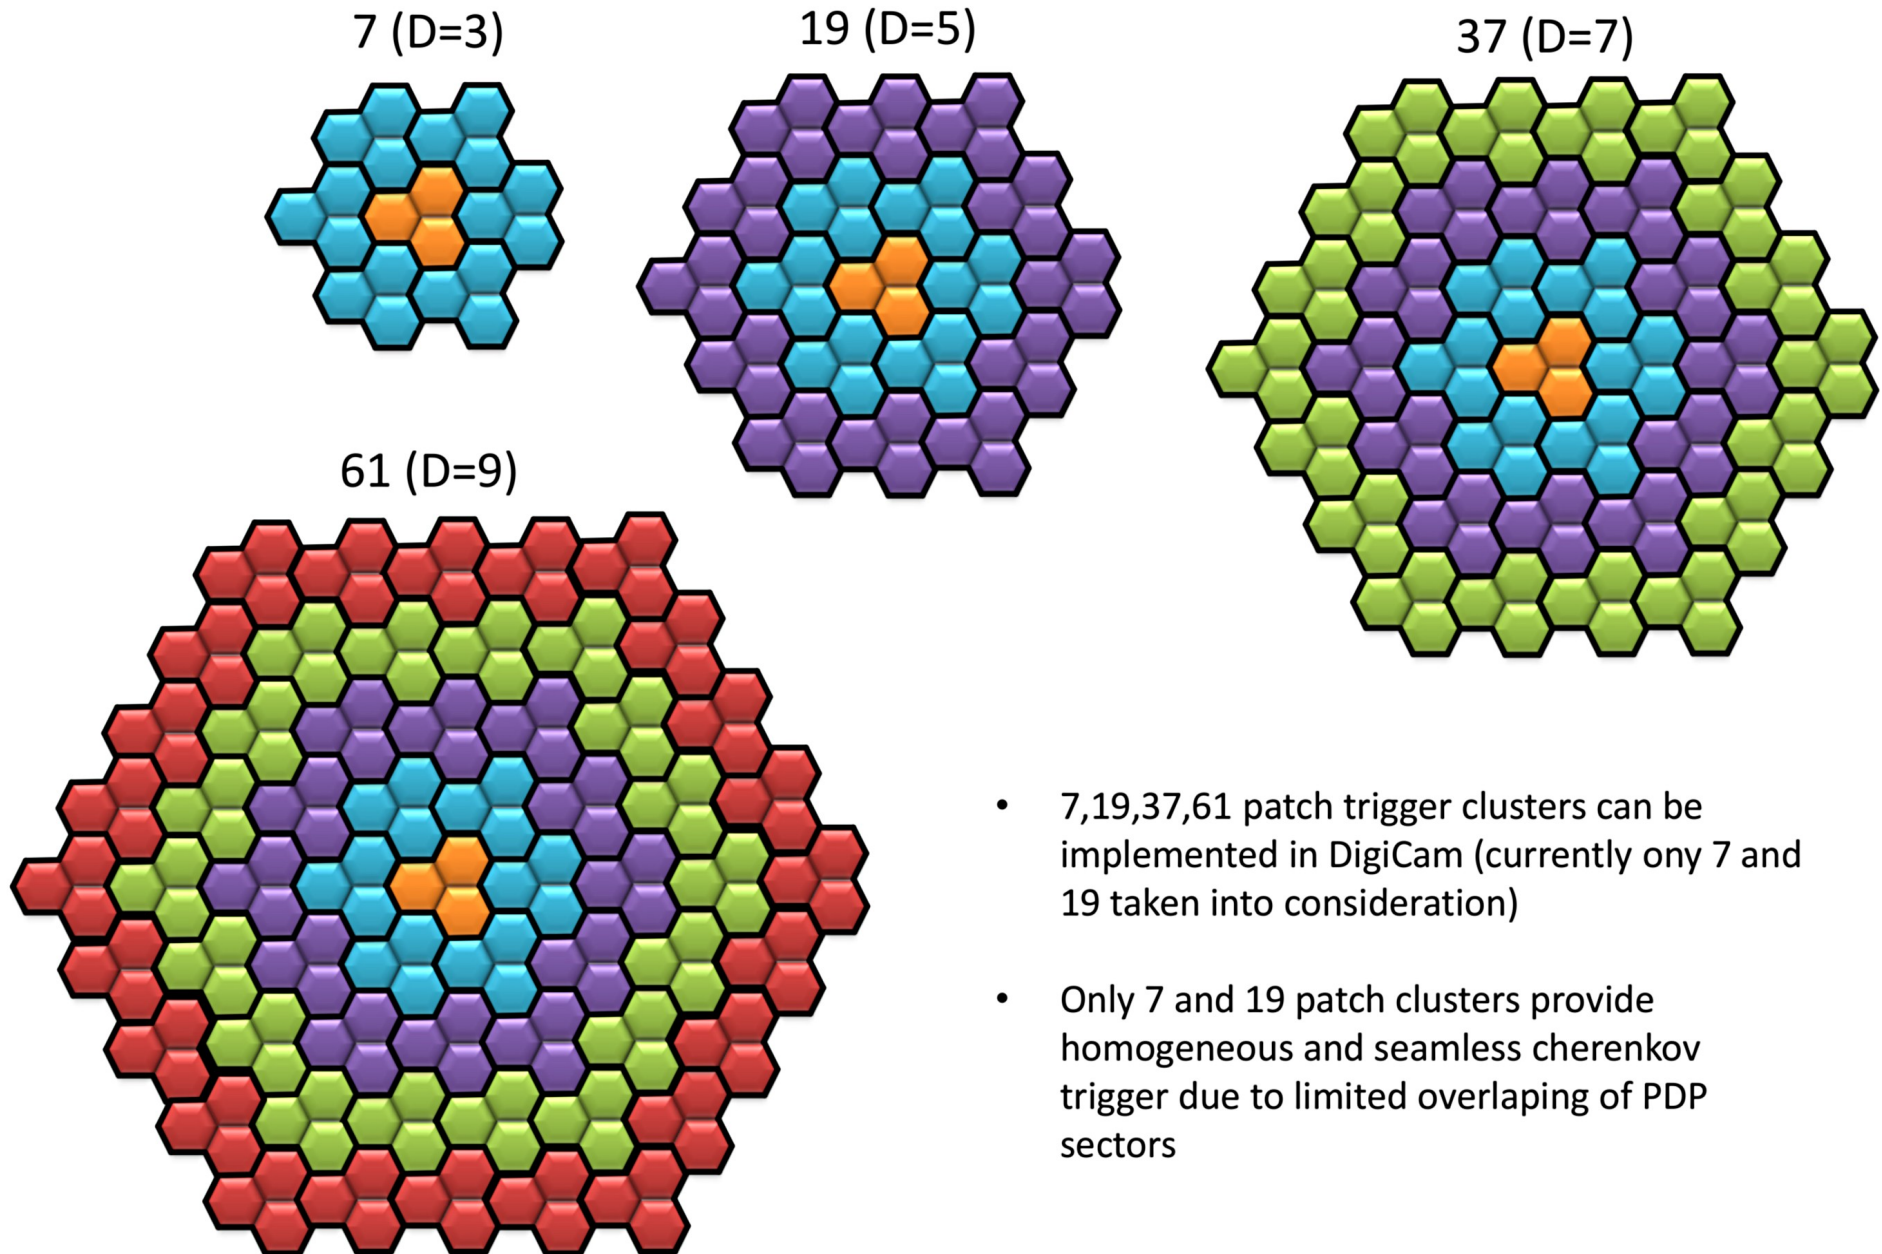 7 (D=3)
19 (D=5)
37 (D=7)
61 (D=9)
• 7,19,37,61 patch trigger clusters can be
implemented in DigiCam (currently ony 7 and
19 taken into consideration)
• Only 7 and 19 patch clusters provide
homogeneous and seamless cherenkov
trigger due to limited overlaping of PDP
sectors